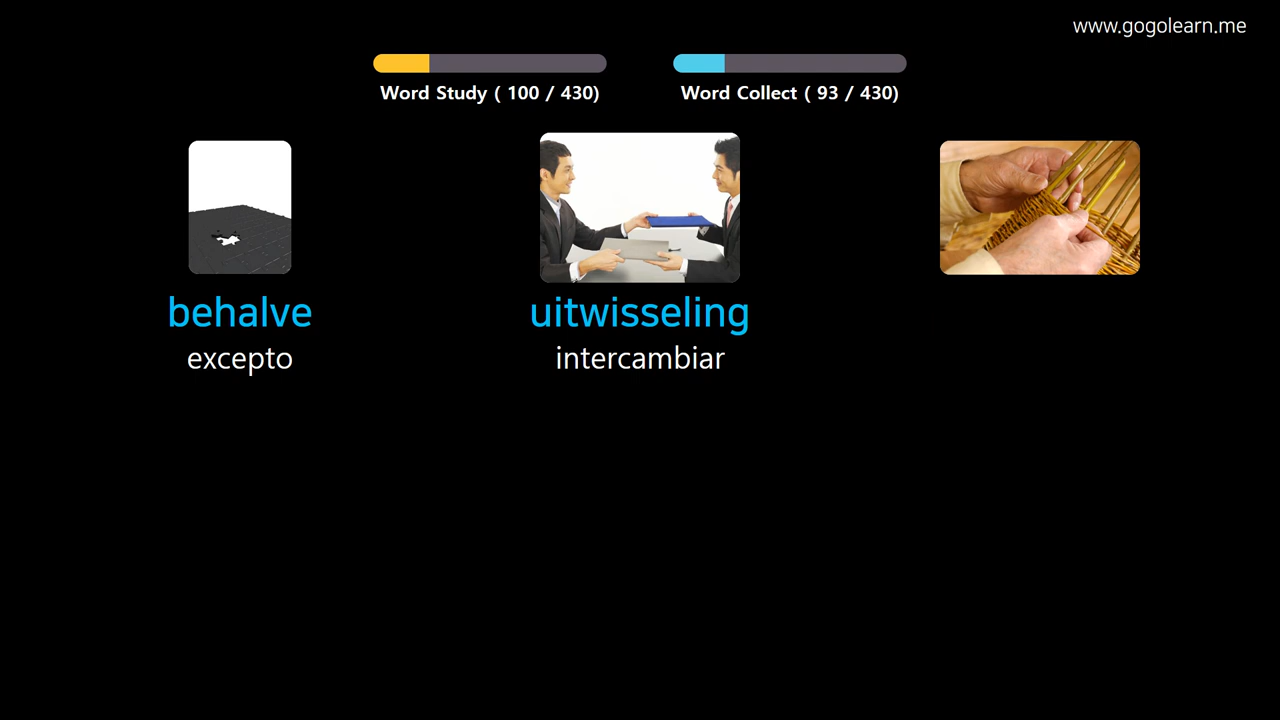 www.gogolearn.me
Word Study ( 100 / 430)
Word Collect ( 93 / 430)
behalve
excepto
uitwisseling
intercambiar